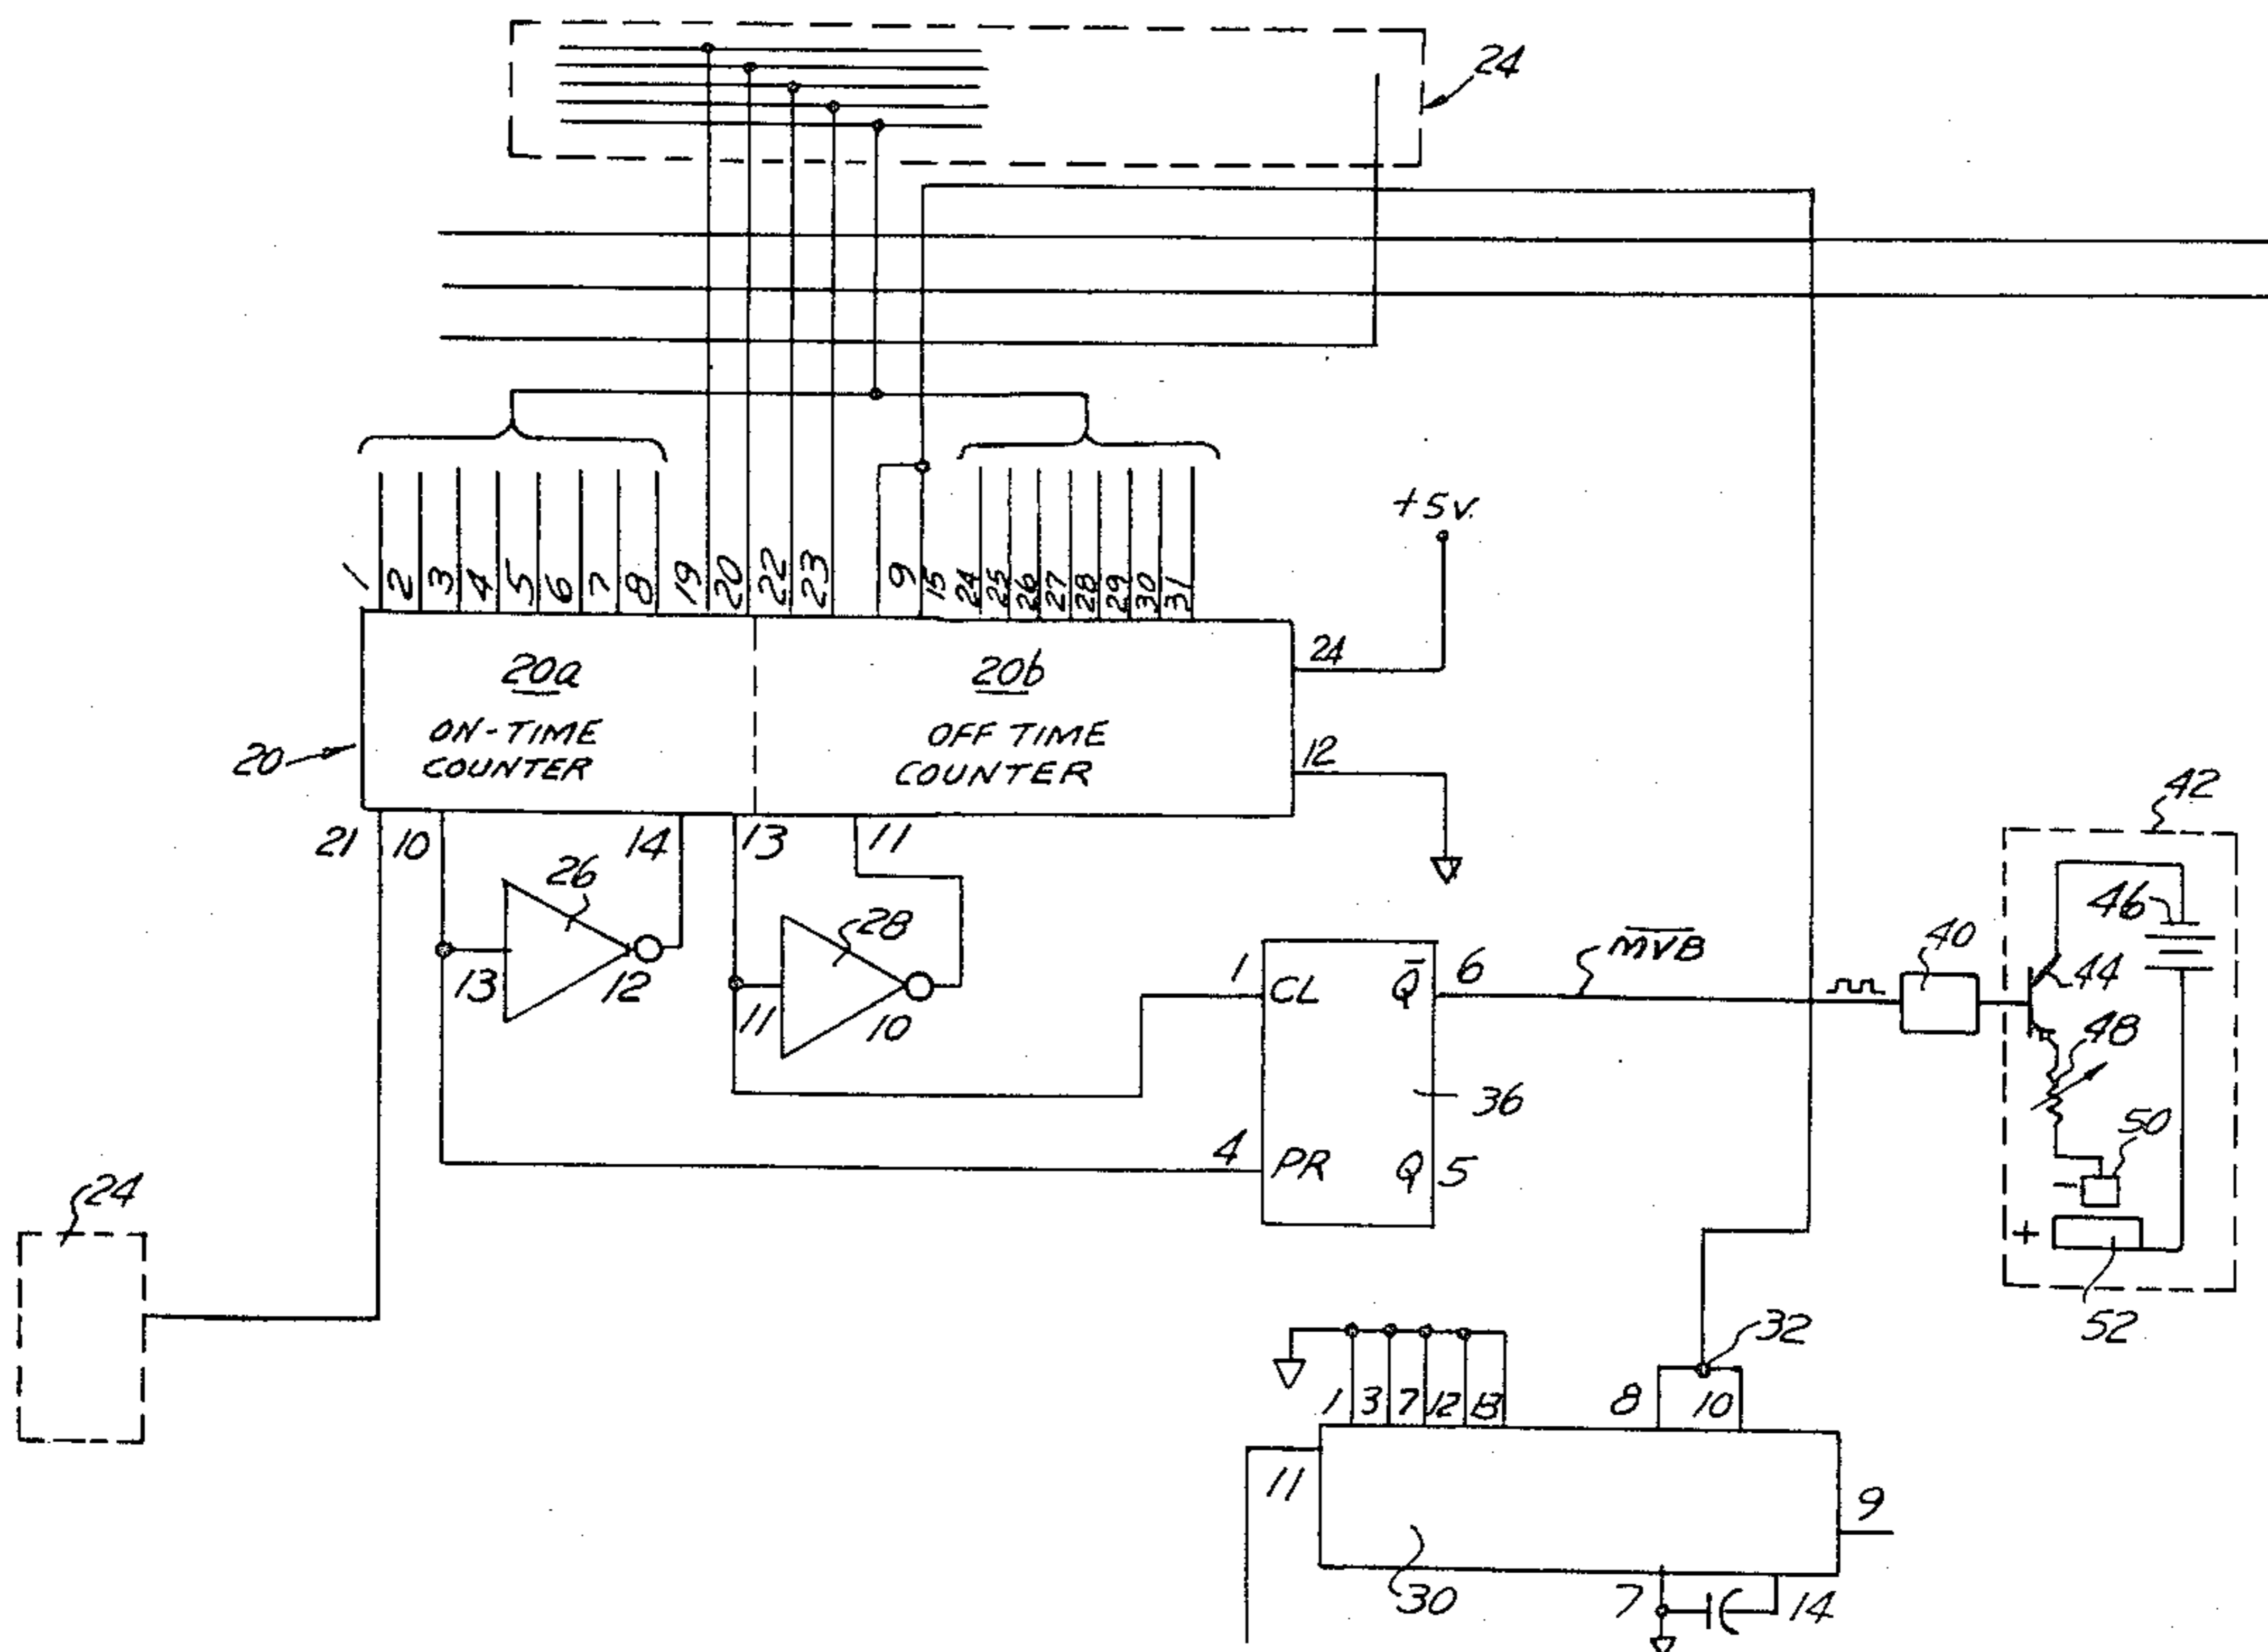 24
+5V.
1 2 3 4 5 6 7 8 19 20 22 23 9 15 24 25 26 27 28 29 30 31
20a
ON-TIME
COUNTER
20b
OFF TIME
COUNTER
24
12
20
21 10 14 13 11
26
13 12
28
11 10
1 CL Q̄ 6
M̅V̅B̅
36
4 PR Q 5
40
42
46
44
48
50
-
+
52
24
32
1 3 7 12 13 8 10
11
9
30
7 14